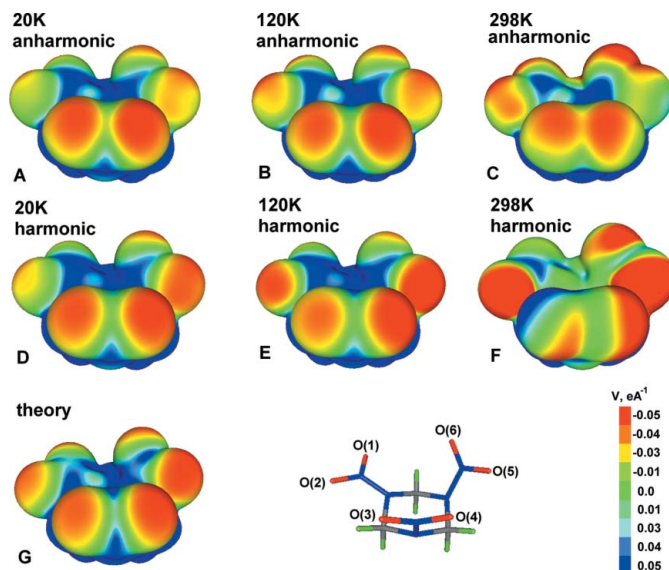 20K
anharmonic
120K
anharmonic
298K
anharmonic
A
B
C
20K
harmonic
120K
harmonic
298K
harmonic
D
E
F
theory
G
O(1)
O(2)
O(3)
O(4)
O(5)
O(6)
V, eA⁻¹
-0.05
-0.04
-0.03
-0.01
0.0
0.01
0.03
0.04
0.05